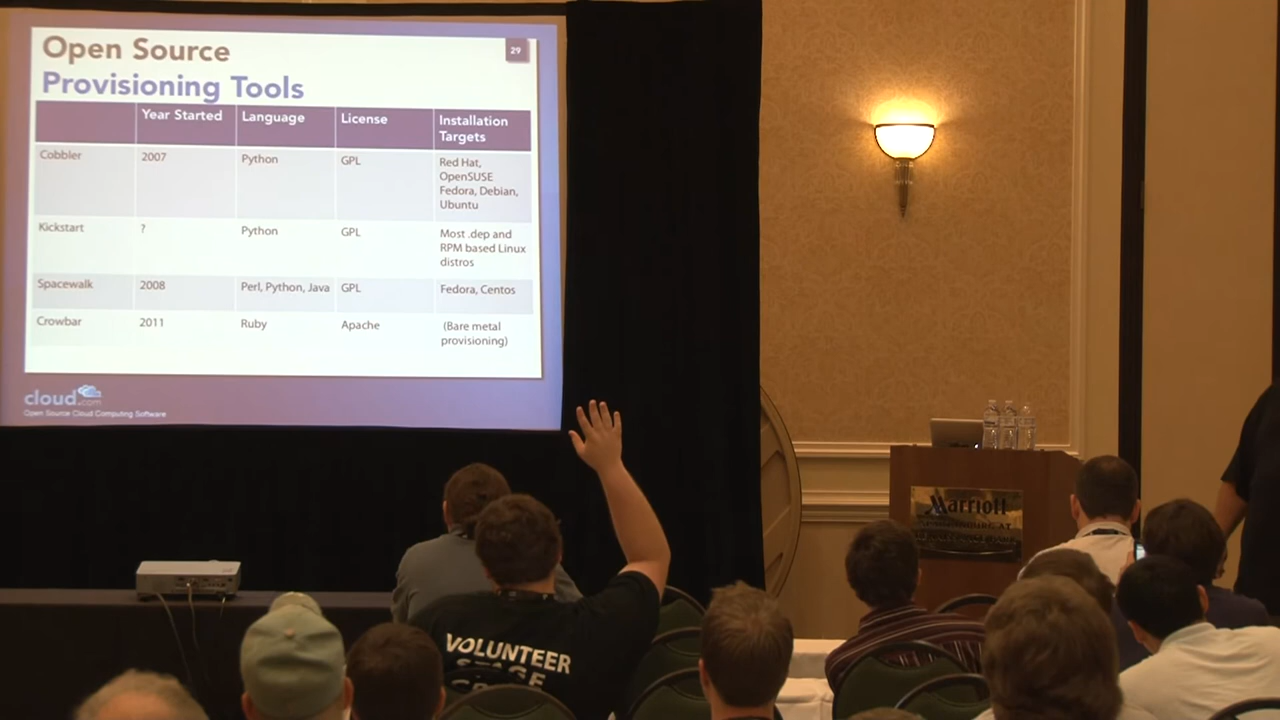 Open Source
29
Provisioning Tools
Year Started
Language
License
Installation
Targets
Cobbler
2007
Python
GPL
Red Hat,
OpenSUSE
Fedora, Debian,
Ubuntu
Kickstart
?
Python
GPL
Most .dep and
RPM based Linux
distros
Spacewalk
2008
Perl, Python, Java
GPL
Fedora, Centos
Crowbar
2011
Ruby
Apache
(Bare metal
provisioning)
cloud.com
Open Source Cloud Computing Software
Marriott
VOLUNTEER
STAGE